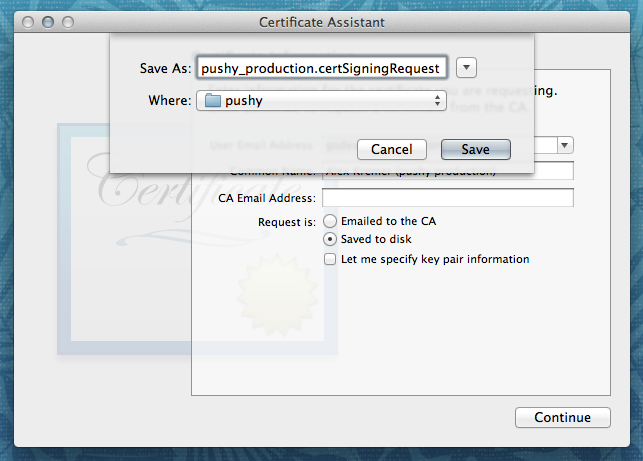 Certificate Assistant
Save As: pushy_production.certSigningRequest
Where: pushy
you are requesting.
from the CA.
Cancel Save
User Email Address:
Common Name: Alex Kremer (pushy production)
CA Email Address:
Request is: Emailed to the CA
Saved to disk
Let me specify key pair information
Certificate
Continue